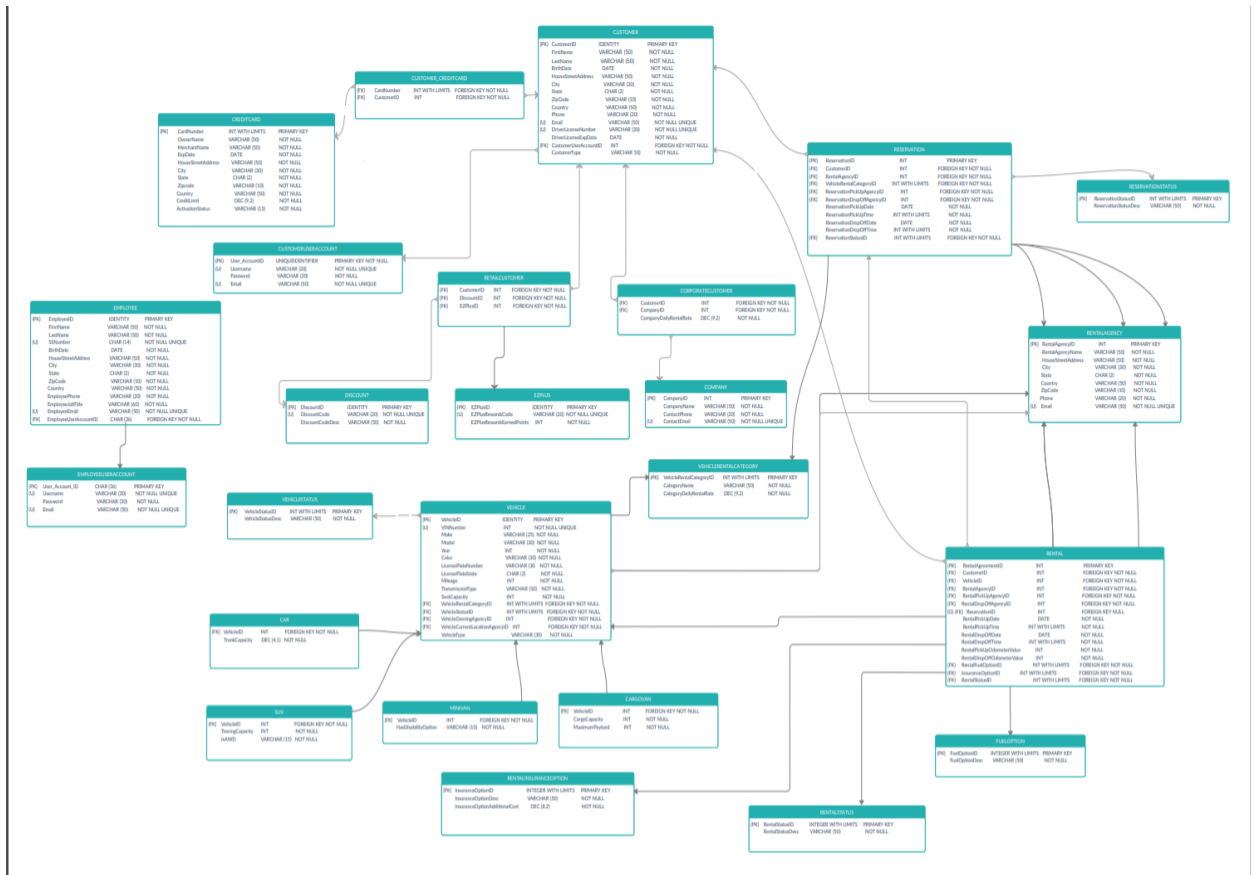 CUSTOMER
(PK) CustomerID IDENTITY PRIMARY KEY
FirstName VARCHAR (50) NOT NULL
LastName VARCHAR (50) NOT NULL
BirthDate DATE NOT NULL
HouseStreetAddress VARCHAR (50) NOT NULL
City VARCHAR (30) NOT NULL
State CHAR (2) NOT NULL
ZipCode VARCHAR (10) NOT NULL
Country VARCHAR (50) NOT NULL
Phone VARCHAR (20) NOT NULL
(U) Email VARCHAR (50) NOT NULL UNIQUE
(U) DriverLicenseNumber VARCHAR (30) NOT NULL UNIQUE
DriverLicenseExpDate DATE NOT NULL
(FK) CustomerUserAccountID INT FOREIGN KEY NOT NULL
CustomerType VARCHAR 50) NOT NULL
CUSTOMER_CREDITCARD
(FK) CardNumber INT WITH LIMITS FOREIGN KEY NOT NULL
(FK) CustomerID INT FOREIGN KEY NOT NULL
CREDITCARD
(PK) CardNumber INT WITH LIMITS PRIMARY KEY
OwnerName VARCHAR (50) NOT NULL
MerchantName VARCHAR (50) NOT NULL
ExpDate DATE NOT NULL
HouseStreetAddress VARCHAR (50) NOT NULL
City VARCHAR (30) NOT NULL
State CHAR (2) NOT NULL
Zipcode VARCHAR (10) NOT NULL
Country VARCHAR (50) NOT NULL
CreditLimit DEC (9,2) NOT NULL
ActivationStatus VARCHAR (15) NOT NULL
RESERVATION
(PK) ReservationID INT PRIMARY KEY
(FK) CustomerID INT FOREIGN KEY NOT NULL
(FK) RentalAgencyID INT FOREIGN KEY NOT NULL
(FK) VehicleRentalCategoryID INT WITH LIMITS FOREIGN KEY NOT NULL
(FK) ReservationPickUpAgencyID INT FOREIGN KEY NOT NULL
(FK) ReservationDropOffAgencyID INT FOREIGN KEY NOT NULL
ReservationPickUpDate DATE NOT NULL
ReservationPickUpTime INT WITH LIMITS NOT NULL
ReservationDropOffDate DATE NOT NULL
ReservationDropOffTime INT WITH LIMITS NOT NULL
(FK) ReservationStatusID INT WITH LIMITS FOREIGN KEY NOT NULL
RESERVATIONSTATUS
(PK) ReservationStatusID INT WITH LIMITS PRIMARY KEY
ReservationStatusDesc VARCHAR (50) NOT NULL
CUSTOMERUSERACCOUNT
(PK) User_AccountID UNIQUEIDENTIFIER PRIMARY KEY NOT NULL
(U) Username VARCHAR (20) NOT NULL UNIQUE
Password VARCHAR (20) NOT NULL
(U) Email VARCHAR (50) NOT NULL UNIQUE
RETAILCUSTOMER
(FK) CustomerID INT FOREIGN KEY NOT NULL
(FK) DiscountID INT FOREIGN KEY NOT NULL
(FK) EZPlusID INT FOREIGN KEY NOT NULL
CORPORATECUSTOMER
(FK) CustomerID INT FOREIGN KEY NOT NULL
(FK) CompanyID INT FOREIGN KEY NOT NULL
CompanyDailyRentalRate DEC (9,2) NOT NULL
EMPLOYEE
(PK) EmployeeID IDENTITY PRIMARY KEY
FirstName VARCHAR (50) NOT NULL
LastName VARCHAR (50) NOT NULL
(U) SSNumber CHAR (14) NOT NULL UNIQUE
BirthDate DATE NOT NULL
HouseStreetAddress VARCHAR (50) NOT NULL
City VARCHAR (30) NOT NULL
State CHAR (2) NOT NULL
ZipCode VARCHAR (10) NOT NULL
Country VARCHAR (50) NOT NULL
EmployeePhone VARCHAR (20) NOT NULL
EmployeeJobTitle VARCHAR (60) NOT NULL
(U) EmployeeEmail VARCHAR (50) NOT NULL UNIQUE
(FK) EmployeeUserAccountID CHAR (36) FOREIGN KEY NOT NULL
RENTALAGENCY
(PK) RentalAgencyID INT PRIMARY KEY
RentalAgencyName VARCHAR (50) NOT NULL
HouseStreetAddress VARCHAR (50) NOT NULL
City VARCHAR (30) NOT NULL
State CHAR (2) NOT NULL
Country VARCHAR (50) NOT NULL
ZipCode VARCHAR (10) NOT NULL
Phone VARCHAR (20) NOT NULL
(U) Email VARCHAR (50) NOT NULL UNIQUE
DISCOUNT
(PK) DiscountID IDENTITY PRIMARY KEY
(U) DiscountCode VARCHAR (20) NOT NULL UNIQUE
DiscountCodeDesc VARCHAR (50) NOT NULL
EZPLUS
(PK) EZPlusID IDENTITY PRIMARY KEY
(U) EZPlusRewardsCode VARCHAR (20) NOT NULL UNIQUE
EZPlusRewardsEarnedPoints INT NOT NULL
COMPANY
(PK) CompanyID INT PRIMARY KEY
CompanyName VARCHAR (50) NOT NULL
ContactPhone VARCHAR (20) NOT NULL
(U) ContactEmail VARCHAR (50) NOT NULL UNIQUE
EMPLOYEEUSERACCOUNT
(PK) User_Account_ID CHAR (36) PRIMARY KEY
(U) Username VARCHAR (20) NOT NULL UNIQUE
Password VARCHAR (20) NOT NULL
(U) Email VARCHAR (50) NOT NULL UNIQUE
VEHICLERENTALCATEGORY
(PK) VehicleRentalCategoryID INT WITH LIMITS PRIMARY KEY
CategoryName VARCHAR (50) NOT NULL
CategoryDailyRentalRate DEC (9,2) NOT NULL
VEHICLESTATUS
(PK) VehicleStatusID INT WITH LIMITS PRIMARY KEY
VehicleStatusDesc VARCHAR (50) NOT NULL
VEHICLE
(PK) VehicleID IDENTITY PRIMARY KEY
(U) VINNumber INT NOT NULL UNIQUE
Make VARCHAR (25) NOT NULL
Model VARCHAR (30) NOT NULL
Year INT NOT NULL
Color VARCHAR (30) NOT NULL
LicensePlateNumber VARCHAR (30 NOT NULL
LicensePlateState CHAR (2) NOT NULL
Mileage INT NOT NULL
TransmissionType VARCHAR (50) NOT NULL
SeatCapacity INT NOT NULL
(FK) VehicleRentalCategoryID INT WITH LIMITS FOREIGN KEY NOT NULL
(FK) VehicleStatusID INT WITH LIMITS FOREIGN KEY NOT NULL
(FK) VehicleOwningAgencyID INT FOREIGN KEY NOT NULL
(FK) VehicleCurrentLocationAgencyID INT FOREIGN KEY NOT NULL
VehicleType VARCHAR (30) NOT NULL
RENTAL
(PK) RentalAgreementID INT PRIMARY KEY
(FK) CustomerID INT FOREIGN KEY NOT NULL
(FK) VehicleID INT FOREIGN KEY NOT NULL
(FK) RentalAgencyID INT FOREIGN KEY NOT NULL
(FK) RentalPickUpAgencyID INT FOREIGN KEY NOT NULL
(FK) RentalDropOffAgencyID INT FOREIGN KEY NOT NULL
(FK) ReservationID INT FOREIGN KEY NULL
RentalPickUpDate DATE NOT NULL
RentalPickUpTime INT WITH LIMITS NOT NULL
RentalDropOffDate DATE NOT NULL
RentalDropOffTime INT WITH LIMITS NOT NULL
RentalPickUpOdometerValue INT NOT NULL
RentalDropOffOdometerValue INT NOT NULL
(FK) RentalFuelOptionID INT WITH LIMITS FOREIGN KEY NOT NULL
(FK) InsuranceOptionID INT WITH LIMITS FOREIGN KEY NOT NULL
(FK) RentalStatusID INT WITH LIMITS FOREIGN KEY NOT NULL
CAR
(FK) VehicleID INT FOREIGN KEY NOT NULL
TrunkCapacity DEC (4,1) NOT NULL
SUV
(FK) VehicleID INT FOREIGN KEY NOT NULL
TowingCapacity INT NOT NULL
isAWD VARCHAR (15) NOT NULL
MINIVAN
(FK) VehicleID INT FOREIGN KEY NOT NULL
HasDisabilityOption VARCHAR (10) NOT NULL
CARGOVAN
(FK) VehicleID INT FOREIGN KEY NOT NULL
CargoCapacity INT NOT NULL
MaximumPayload INT NOT NULL
FUELOPTION
(PK) FuelOptionID INTEGER WITH LIMITS PRIMARY KEY
FuelOptionDesc VARCHAR (50) NOT NULL
RENTALINSURANCEOPTION
(PK) InsuranceOptionID INTEGER WITH LIMITS PRIMARY KEY
InsuranceOptionDesc VARCHAR (50) NOT NULL
InsuranceOptionAdditionalCost DEC (8,2) NOT NULL
RENTALSTATUS
(PK) RentalStatusID INTEGER WITH LIMITS PRIMARY KEY
RentalStatusDesc VARCHAR (50) NOT NULL